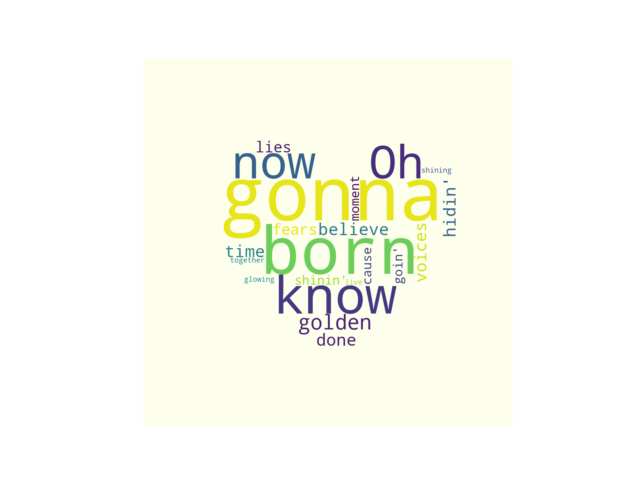 lies
now
Oh
shining
gonna
moment
hidin'
fears
believe
born
voices
time
together
cause
goin'
glowing
shinin'
live
know
golden
done